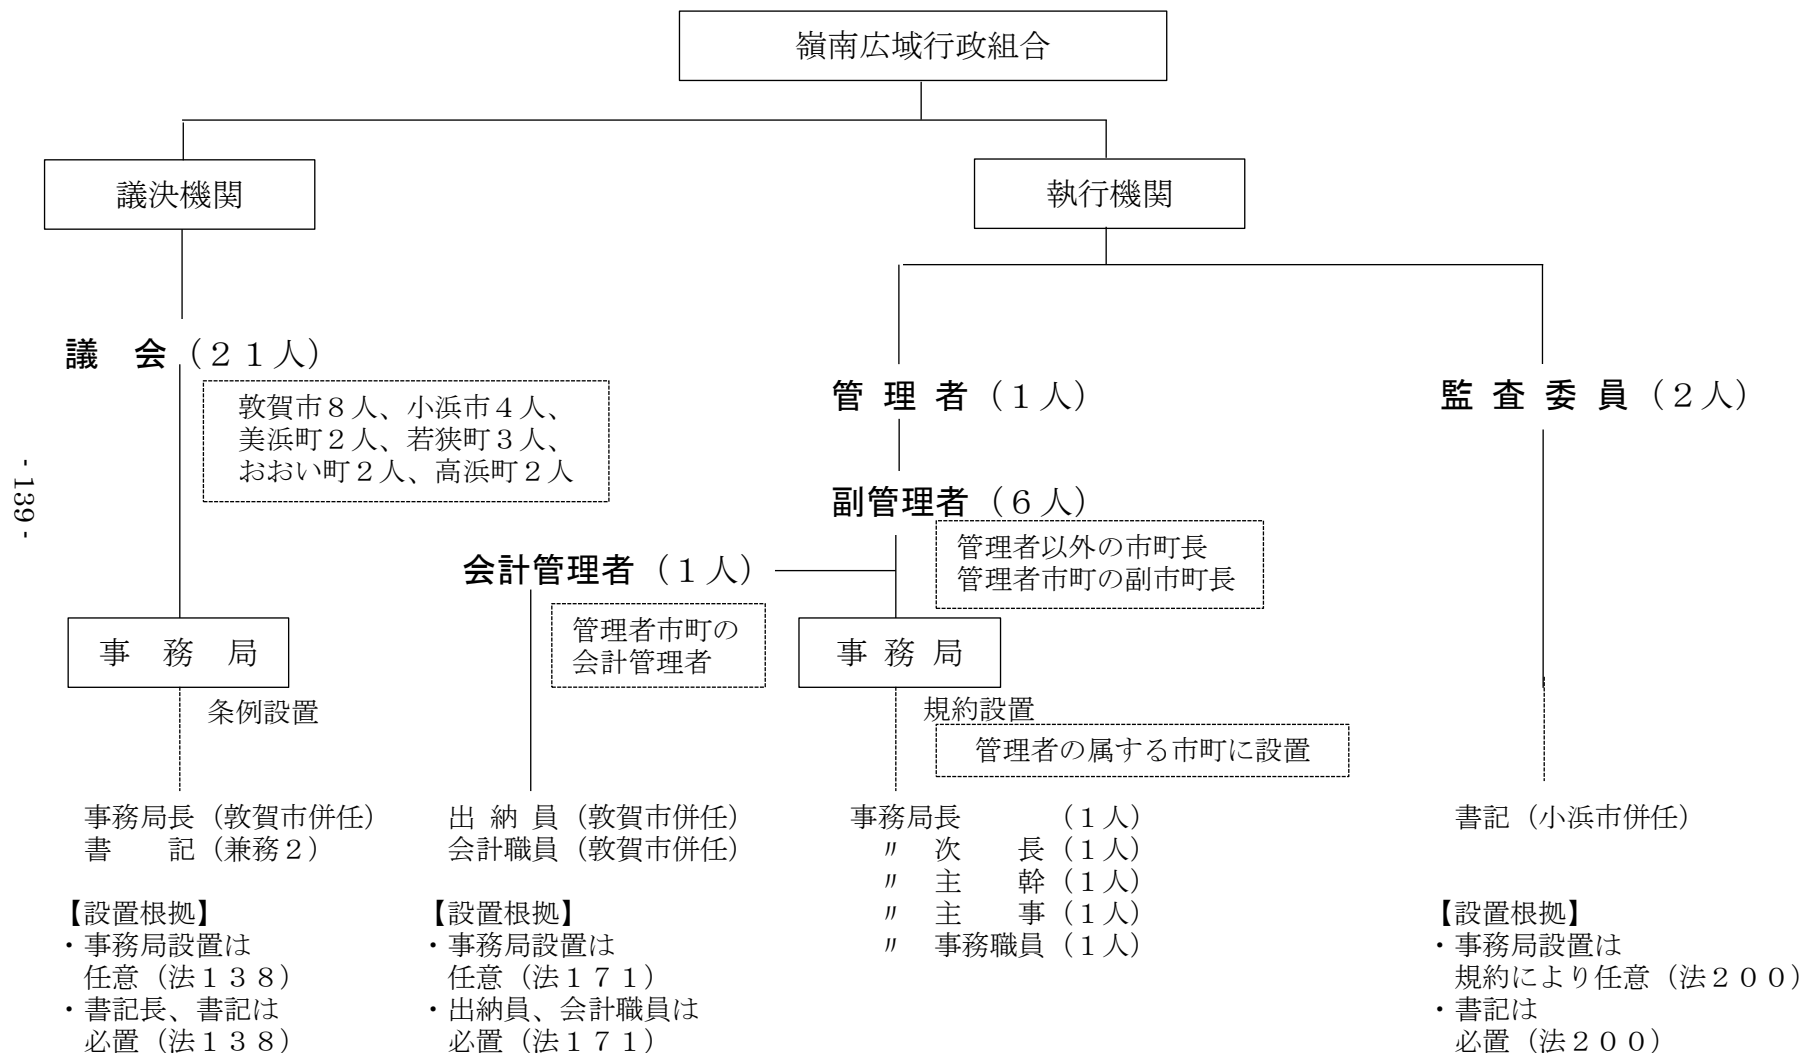 嶺南広域行政組合
議決機関
執行機関
議　会（２１人）
敦賀市８人、小浜市４人、
美浜町２人、若狭町３人、
おおい町２人、高浜町２人
管 理 者（１人）
監 査 委 員（２人）
副管理者（６人）
管理者以外の市町長
管理者市町の副市町長
会計管理者（１人）
管理者市町の
会計管理者
事　務　局
条例設置
事 務 局
規約設置
管理者の属する市町に設置
事務局長（敦賀市併任）
書　　記（兼務２）
【設置根拠】
・事務局設置は
任意（法１３８）
・書記長、書記は
必置（法１３８）
出 納 員（敦賀市併任）
会計職員（敦賀市併任）
【設置根拠】
・事務局設置は
任意（法１７１）
・出納員、会計職員は
必置（法１７１）
事務局長　　　（１人）
〃　次　　長（１人）
〃　主　　幹（１人）
〃　主　　事（１人）
〃　事務職員（１人）
書記（小浜市併任）
【設置根拠】
・事務局設置は
規約により任意（法２００）
・書記は
必置（法２００）
- 139 -